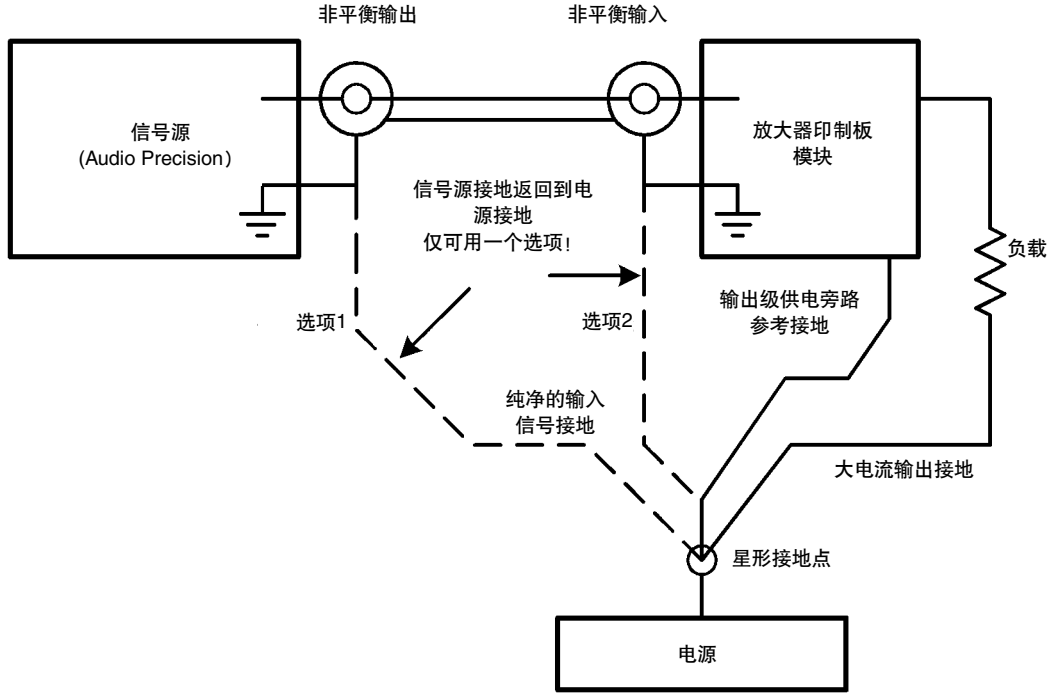 非平衡输出
非平衡输入
信号源
(Audio Precision)
放大器印制板
模块
信号源接地返回到电
源接地
仅可用一个选项!
负载
选项1
选项2
输出级供电旁路
参考接地
纯净的输入
信号接地
大电流输出接地
星形接地点
电源